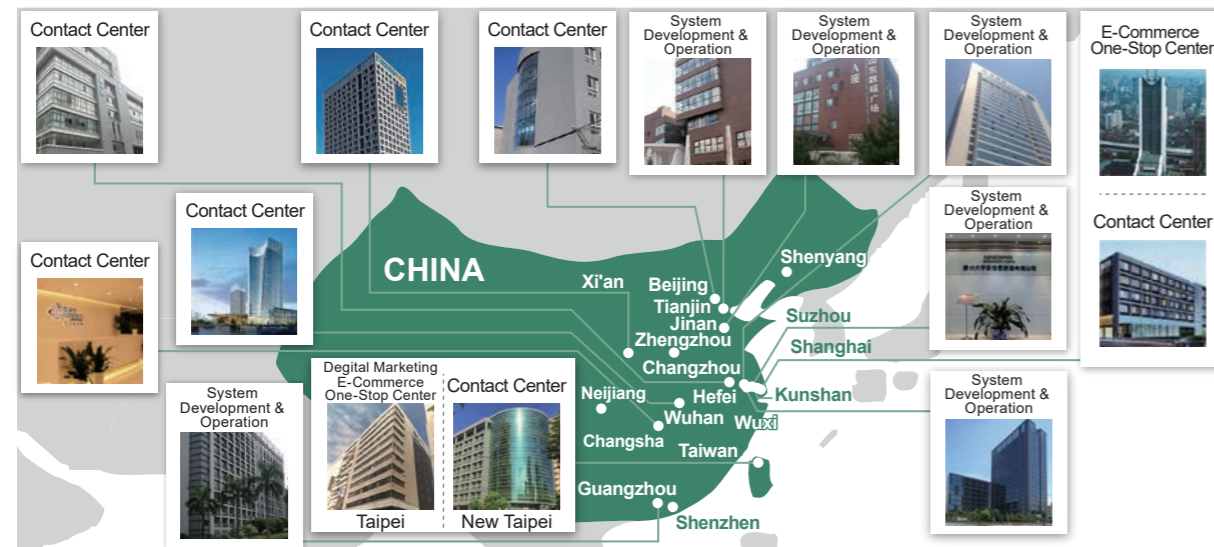 Contact Center
Contact Center
Contact Center
System
Development &
Operation
System
Development &
Operation
System
Development &
Operation
E-Commerce
One-Stop Center
Contact Center
Contact Center
Contact Center
System
Development &
Operation
CHINA
Xi'an
Beijing
Tianjin
Jinan
Zhengzhou
Shenyang
Suzhou
Shanghai
Changzhou
Hefei
Kunshan
Neijiang
Wuhan
Wuxi
Changsha
Taiwan
Guangzhou
Shenzhen
System
Development &
Operation
Degital Marketing
E-Commerce
One-Stop Center
Taipei
Contact Center
New Taipei
System
Development &
Operation